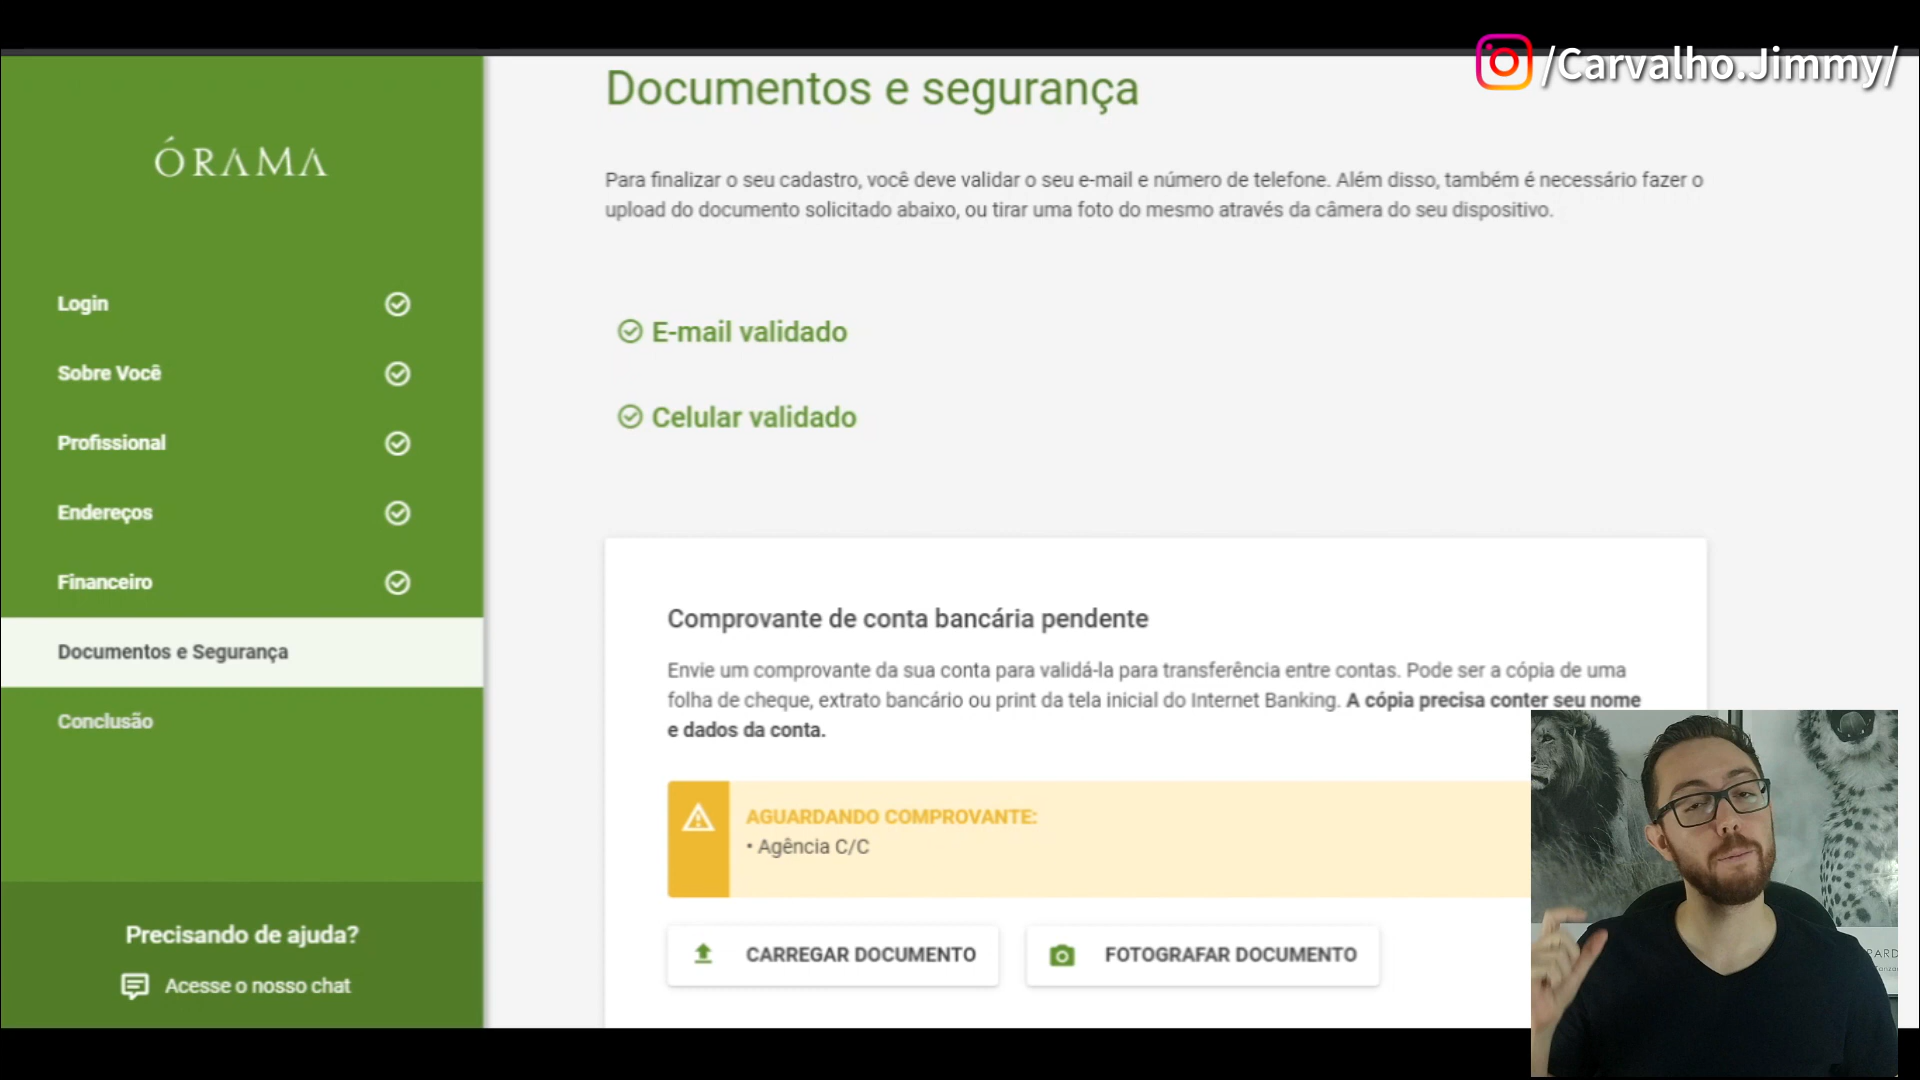 /Carvalho.Jimmy/
ÓRAMA
Login
Sobre Você
Profissional
Endereços
Financeiro
Documentos e Segurança
Conclusão
Precisando de ajuda?
Acesse o nosso chat
Documentos e segurança
Para finalizar o seu cadastro, você deve validar o seu e-mail e número de telefone. Além disso, também é necessário fazer o
upload do documento solicitado abaixo, ou tirar uma foto do mesmo através da câmera do seu dispositivo.
E-mail validado
Celular validado
Comprovante de conta bancária pendente
Envie um comprovante da sua conta para validá-la para transferência entre contas. Pode ser a cópia de uma
folha de cheque, extrato bancário ou print da tela inicial do Internet Banking. A cópia precisa conter seu nome
e dados da conta.
AGUARDANDO COMPROVANTE:
• Agência C/C
CARREGAR DOCUMENTO
FOTOGRAFAR DOCUMENTO